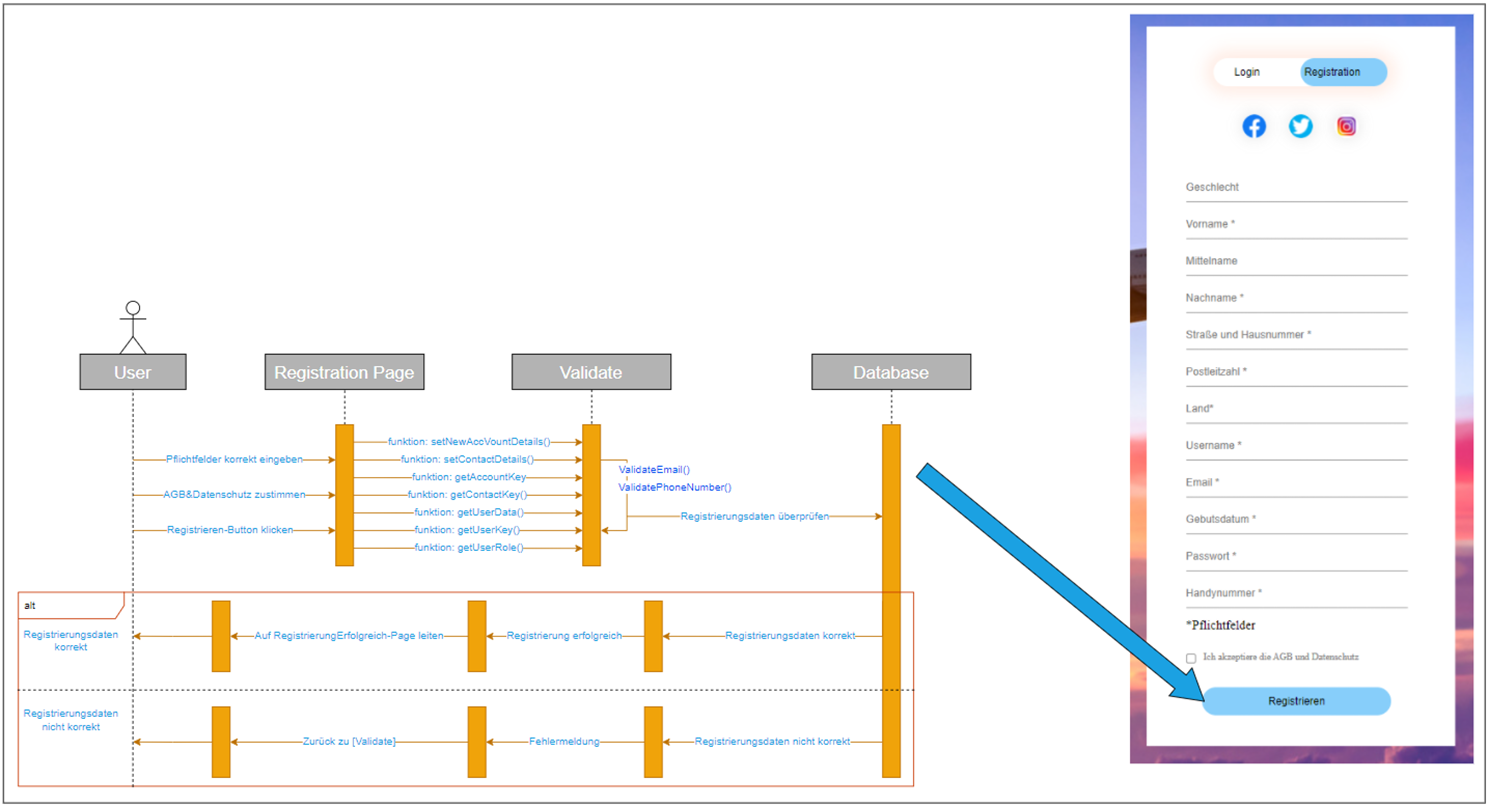 User
Registration Page
Validate
Database
funktion: setNewAccVountDetails()
Pflichtfelder korrekt eingeben
funktion: setContactDetails()
ValidateEmail()
funktion: getAccountKey
ValidatePhoneNumber()
AGB&Datenschutz zustimmen
funktion: getContactKey()
funktion: getUserData()
Registrierungsdaten überprüfen
Registrieren-Button klicken
funktion: getUserKey()
funktion: getUserRole()
alt
Registrierungsdaten
korrekt
Auf RegistrierungErfolgreich-Page leiten
Registrierung erfolgreich
Registrierungsdaten korrekt
Registrierungsdaten
nicht korrekt
Zurück zu [Validate]
Fehlermeldung
Registrierungsdaten nicht korrekt
Login
Registration
Geschlecht
Vorname *
Mittelname
Nachname *
Straße und Hausnummer *
Postleitzahl *
Land*
Username *
Email *
Gebutsdatum *
Passwort *
Handynummer *
*Pflichtfelder
Ich akzeptiere die AGB und Datenschutz
Registrieren